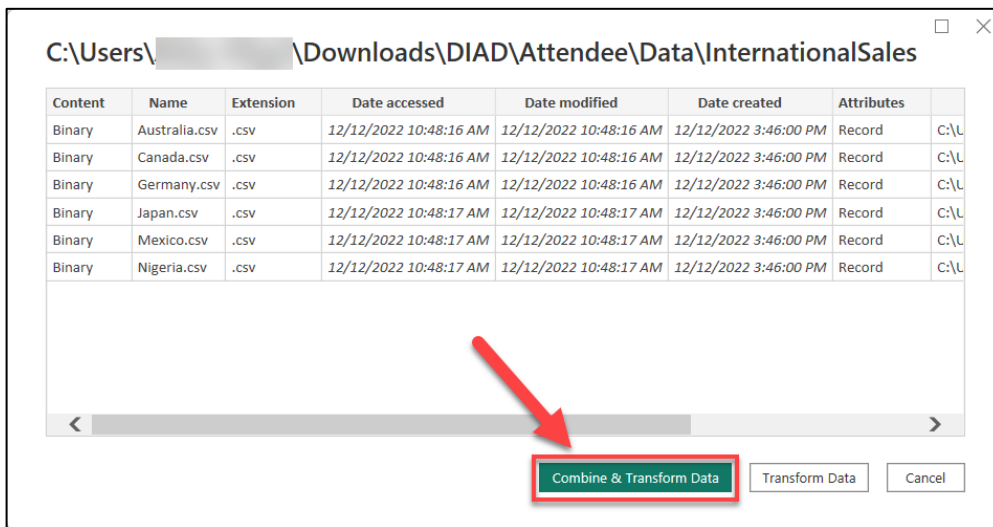 C:\Users\ \Downloads\DIAD\Attendee\Data\InternationalSales
Content Name Extension Date accessed Date modified Date created Attributes
Binary Australia.csv .csv 12/12/2022 10:48:16 AM 12/12/2022 10:48:16 AM 12/12/2022 3:46:00 PM Record C:\U
Binary Canada.csv .csv 12/12/2022 10:48:16 AM 12/12/2022 10:48:16 AM 12/12/2022 3:46:00 PM Record C:\U
Binary Germany.csv .csv 12/12/2022 10:48:16 AM 12/12/2022 10:48:16 AM 12/12/2022 3:46:00 PM Record C:\U
Binary Japan.csv .csv 12/12/2022 10:48:17 AM 12/12/2022 10:48:17 AM 12/12/2022 3:46:00 PM Record C:\U
Binary Mexico.csv .csv 12/12/2022 10:48:17 AM 12/12/2022 10:48:17 AM 12/12/2022 3:46:00 PM Record C:\U
Binary Nigeria.csv .csv 12/12/2022 10:48:17 AM 12/12/2022 10:48:17 AM 12/12/2022 3:46:00 PM Record C:\U
Combine & Transform Data Transform Data Cancel